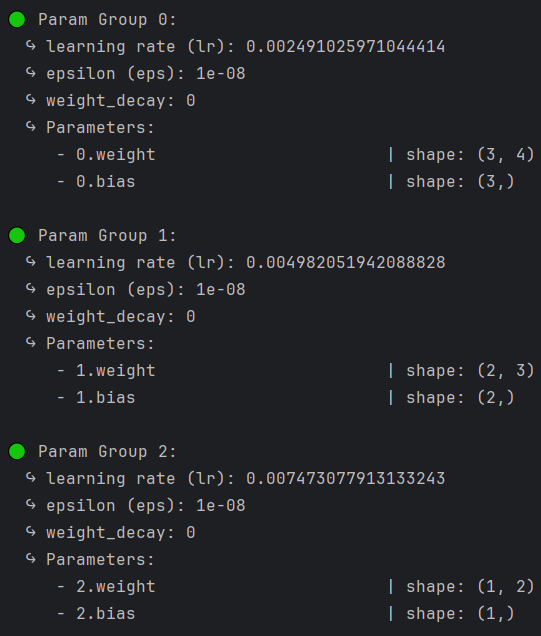 Param Group 0:
↪ learning rate (lr): 0.002491025971044414
↪ epsilon (eps): 1e-08
↪ weight_decay: 0
↪ Parameters:
- 0.weight | shape: (3, 4)
- 0.bias | shape: (3,)
Param Group 1:
↪ learning rate (lr): 0.004982051942088828
↪ epsilon (eps): 1e-08
↪ weight_decay: 0
↪ Parameters:
- 1.weight | shape: (2, 3)
- 1.bias | shape: (2,)
Param Group 2:
↪ learning rate (lr): 0.007473077913133243
↪ epsilon (eps): 1e-08
↪ weight_decay: 0
↪ Parameters:
- 2.weight | shape: (1, 2)
- 2.bias | shape: (1,)